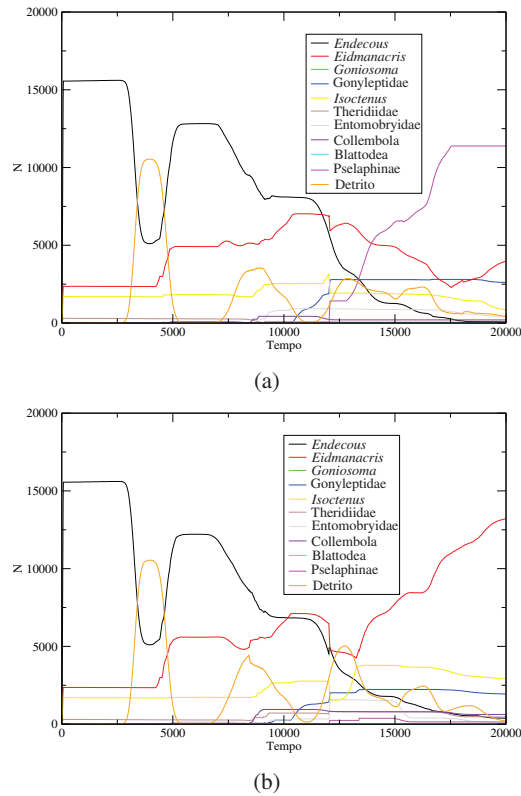 20000
15000
10000
5000
0
N
Endecous
Eidmanacris
Goniosoma
Gonyleptidae
Isoctenus
Theridiidae
Entomobryidae
Collembola
Blattodea
Pselaphinae
Detrito
0 5000 10000 15000 20000
Tempo
(a)
20000
15000
10000
5000
0
N
Endecous
Eidmanacris
Goniosoma
Gonyleptidae
Isoctenus
Theridiidae
Entomobryidae
Collembola
Blattodea
Pselaphinae
Detrito
0 5000 10000 15000 20000
Tempo
(b)